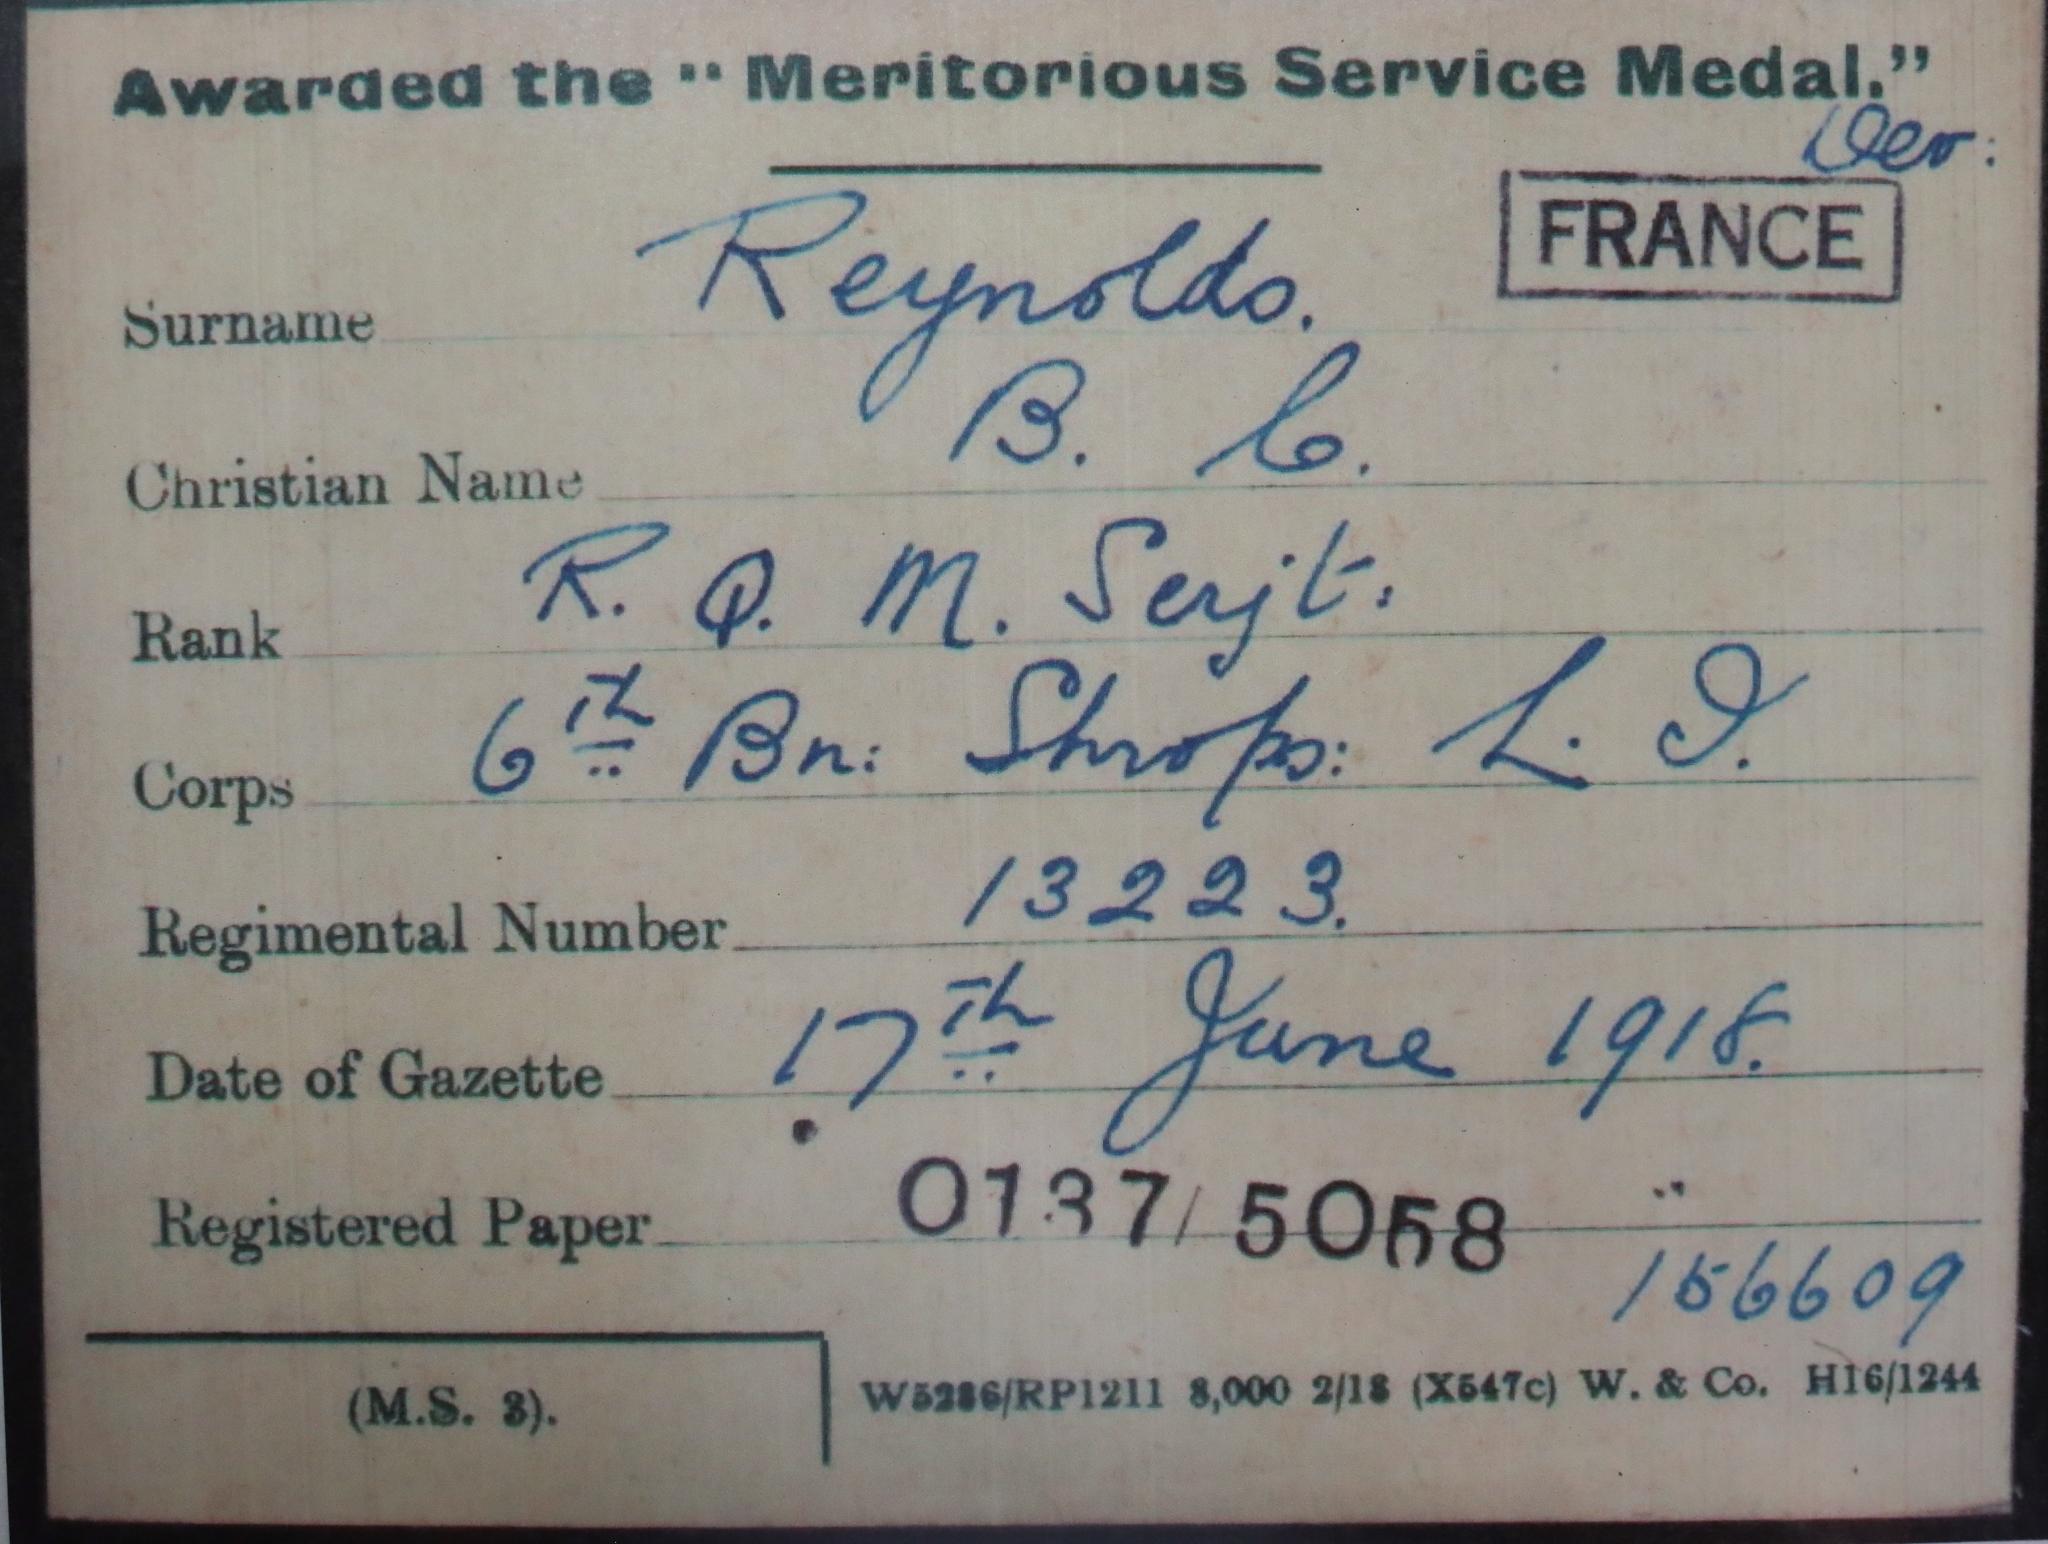 Awarded the "Meritorious Service Medal."
FRANCE
Surname Reynolds.
Christian Name B. C.
Rank R. Q. M. Serjt:
Corps 6th Bn: Shrops: L. I.
Regimental Number 13223.
Date of Gazette 17th June 1918.
Registered Paper 0137/5058
156609
(M.S. 3). W5286/RP1211 8,000 2/18 (X547c) W. & Co. H16/1244